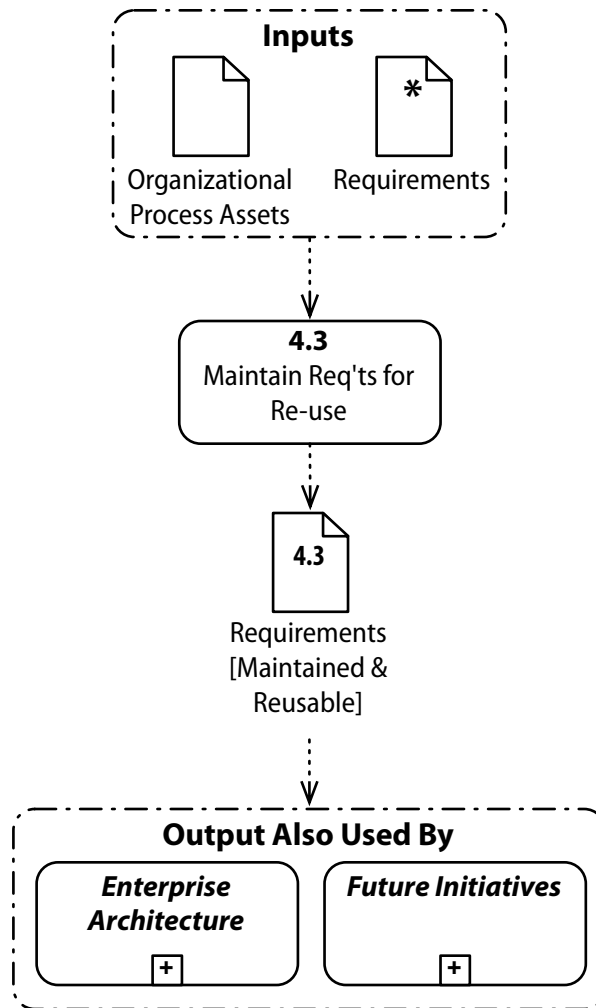 Inputs
*
Organizational
Process Assets
Requirements
4.3
Maintain Req'ts for
Re-use
4.3
Requirements
[Maintained &
Reusable]
Output Also Used By
Enterprise
Architecture
+
Future Initiatives
+